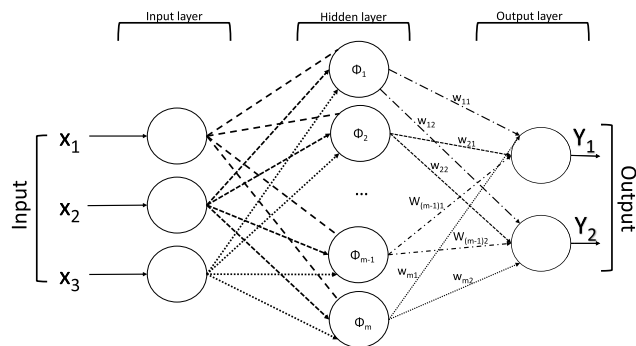 Input layer
Hidden layer
Output layer
Φ1
w11
w12
Φ2
w21
w22
Y1
x1
...
Input
x2
W(m-1)1
Output
x3
Φm-1
W(m-1)2
Y2
wm1
wm2
Φm